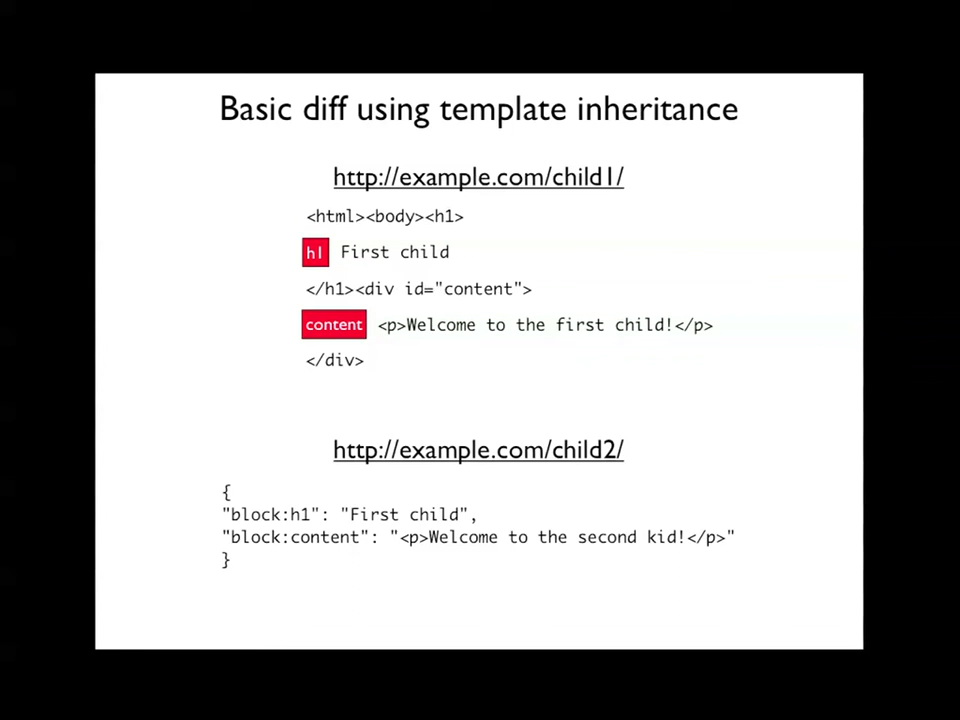 Basic diff using template inheritance
http://example.com/child1/
<html><body><h1>
h1 First child
</h1><div id="content">
content <p>Welcome to the first child!</p>
</div>
http://example.com/child2/
{
"block:h1": "First child",
"block:content": "<p>Welcome to the second kid!</p>"
}